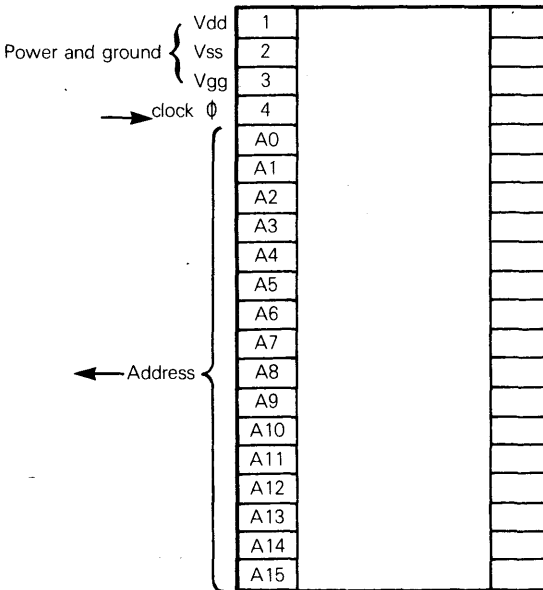 Vdd 1
Power and ground Vss 2
Vgg 3
clock ϕ 4
A0
A1
A2
A3
A4
A5
A6
A7
Address A8
A9
A10
A11
A12
A13
A14
A15